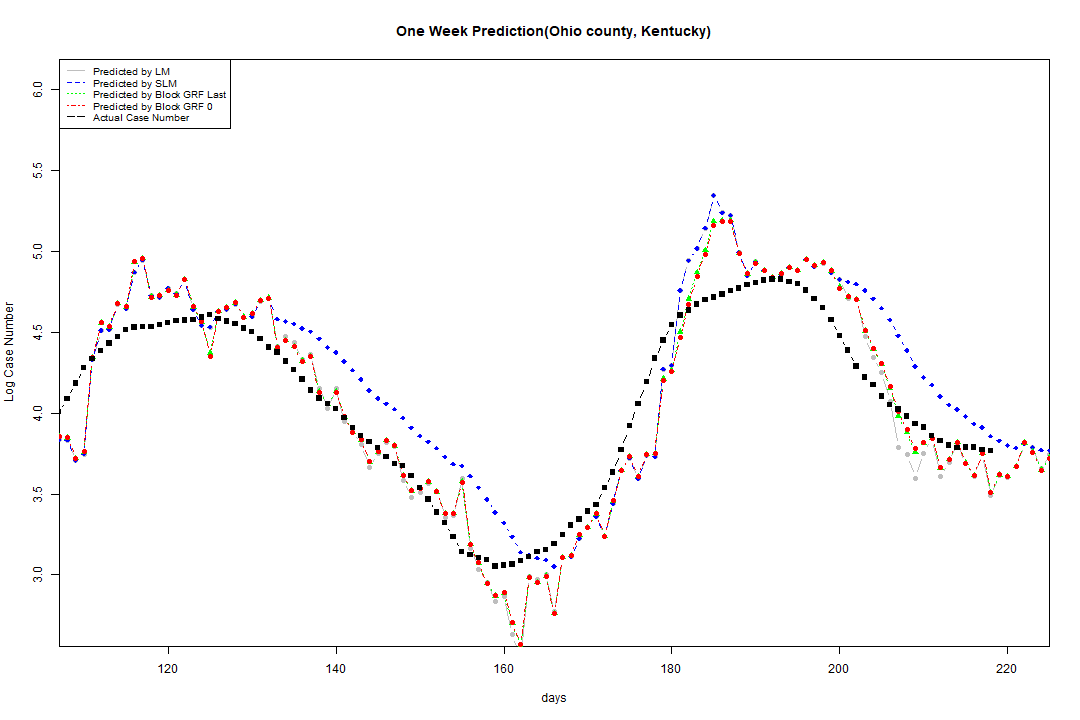 One Week Prediction(Ohio county, Kentucky)
Predicted by LM
Predicted by SLM
Predicted by Block GRF Last
Predicted by Block GRF 0
Actual Case Number
Log Case Number
6.0
5.5
5.0
4.5
4.0
3.5
3.0
120 140 160 180 200 220
days